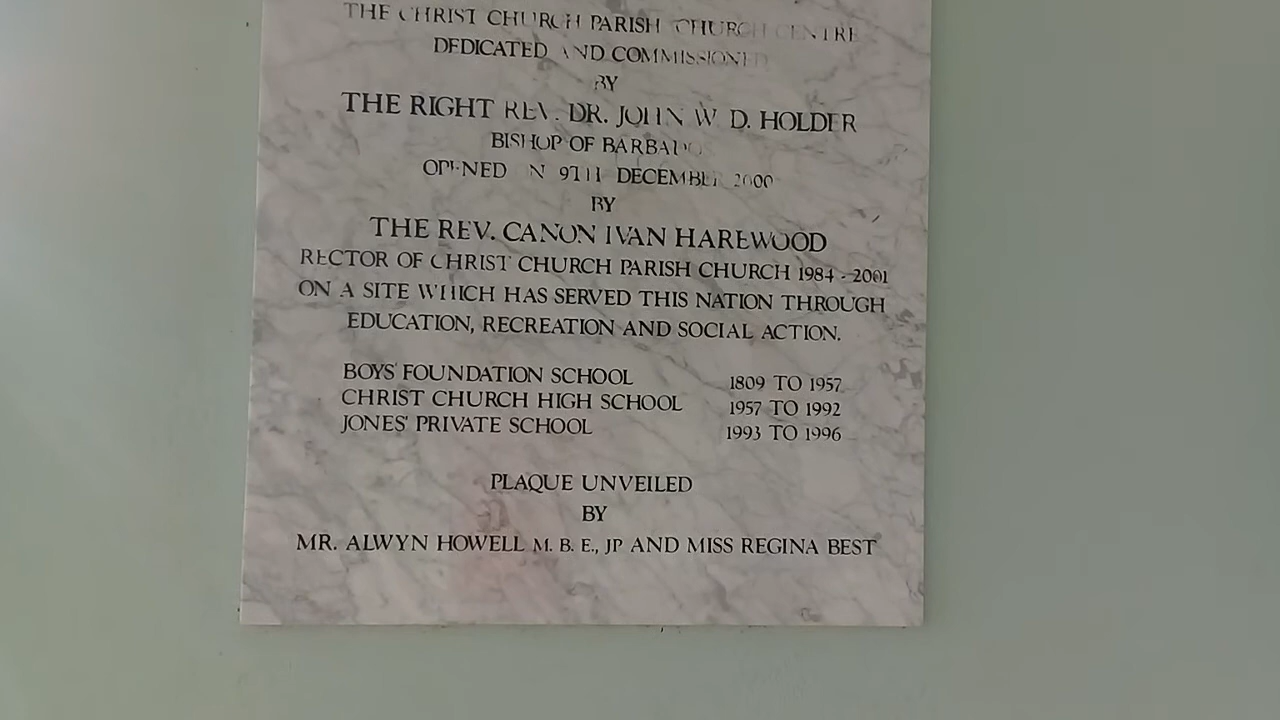 THE CHRIST CHURCH PARISH CHURCH CENTRE
DEDICATED AND COMMISSIONED
BY
THE RIGHT REV. DR. JOHN W. D. HOLDER
BISHOP OF BARBADOS
OPENED ON 9TH DECEMBER 2000
BY
THE REV. CANON IVAN HAREWOOD
RECTOR OF CHRIST CHURCH PARISH CHURCH 1984 - 2001
ON A SITE WHICH HAS SERVED THIS NATION THROUGH
EDUCATION, RECREATION AND SOCIAL ACTION.
BOYS' FOUNDATION SCHOOL 1809 TO 1957
CHRIST CHURCH HIGH SCHOOL 1957 TO 1992
JONES' PRIVATE SCHOOL 1993 TO 1996
PLAQUE UNVEILED
BY
MR. ALWYN HOWELL M. B. E., JP AND MISS REGINA BEST